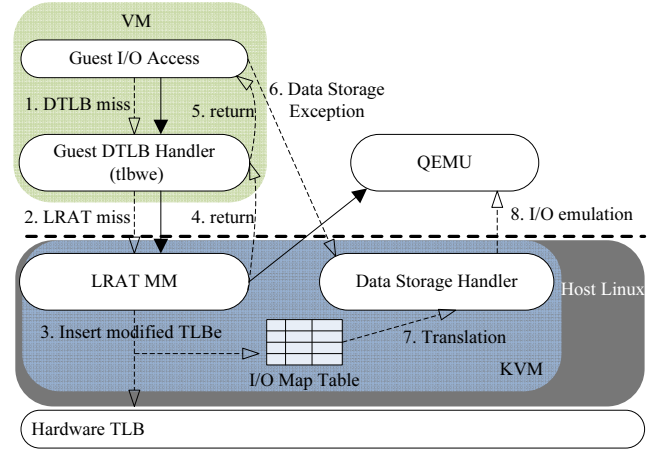 VM
Guest I/O Access
1. DTLB miss
5. return
6. Data Storage
Exception
Guest DTLB Handler
(tlbwe)
QEMU
2. LRAT miss
4. return
8. I/O emulation
LRAT MM
Data Storage Handler
Host Linux
3. Insert modified TLBe
7. Translation
I/O Map Table
KVM
Hardware TLB